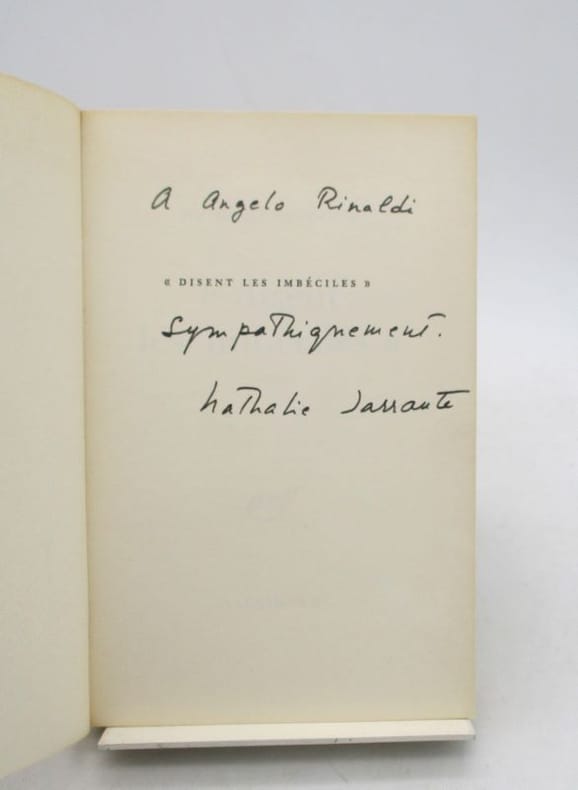 A Angelo Rinaldi
« DISENT LES IMBÉCILES »
Sympathiquement.
Nathalie Sarraute